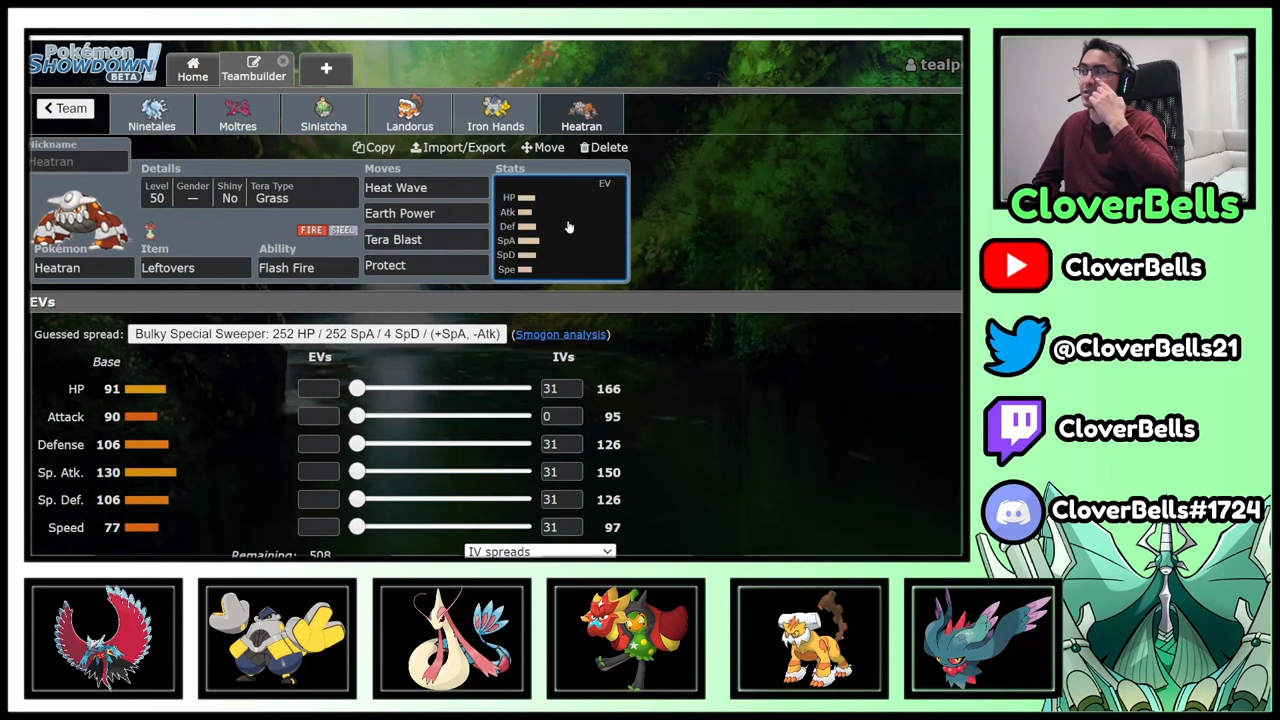 Pokémon
SHOWDOWN!
BETA
Home
Teambuilder
+
tealp
Team
Ninetales
Moltres
Sinistcha
Landorus
Iron Hands
Heatran
Copy
Import/Export
Move
Delete
Nickname
Heatran
Details
Level
50
Gender
—
Shiny
No
Tera Type
Grass
FIRE
STEEL
Pokémon
Heatran
Item
Leftovers
Ability
Flash Fire
Moves
Heat Wave
Earth Power
Tera Blast
Protect
Stats
EV
HP
Atk
Def
SpA
SpD
Spe
EVs
Guessed spread: Bulky Special Sweeper: 252 HP / 252 SpA / 4 SpD / (+SpA, -Atk) (Smogon analysis)
Base EVs IVs
HP 91 31 166
Attack 90 0 95
Defense 106 31 126
Sp. Atk. 130 31 150
Sp. Def. 106 31 126
Speed 77 31 97
Remaining: 508
IV spreads
CloverBells
CloverBells
@CloverBells21
CloverBells
CloverBells#1724